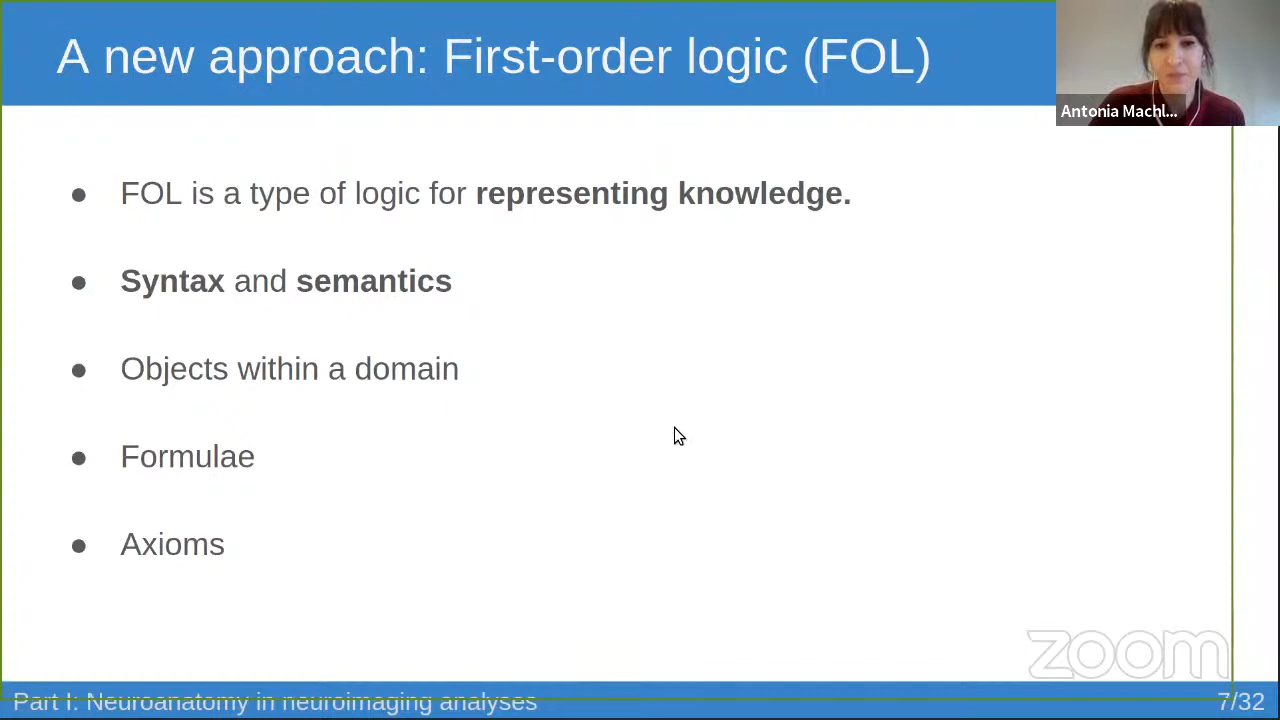 A new approach: First-order logic (FOL)
Antonia Machl...
● FOL is a type of logic for representing knowledge.
● Syntax and semantics
● Objects within a domain
● Formulae
● Axioms
zoom
Part I: Neuroanatomy in neuroimaging analyses
7/32